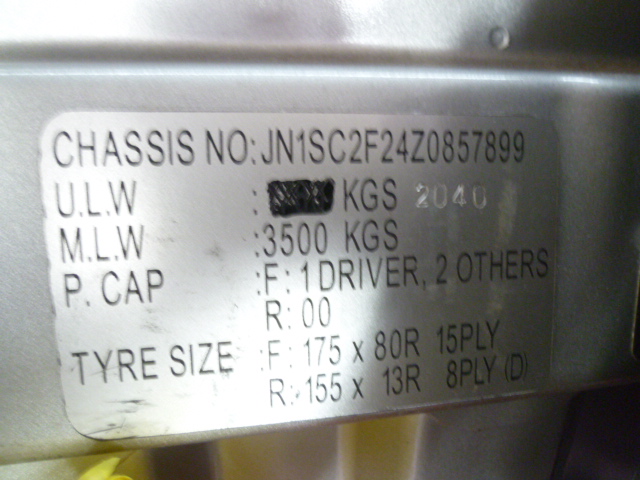 CHASSIS NO:JN1SC2F24Z0857899
U.L.W : KGS 2040
M.L.W :3500 KGS
P. CAP :F: 1 DRIVER, 2 OTHERS
R: 00
TYRE SIZE :F: 175 x 80R 15PLY
R: 155 x 13R 8PLY (D)